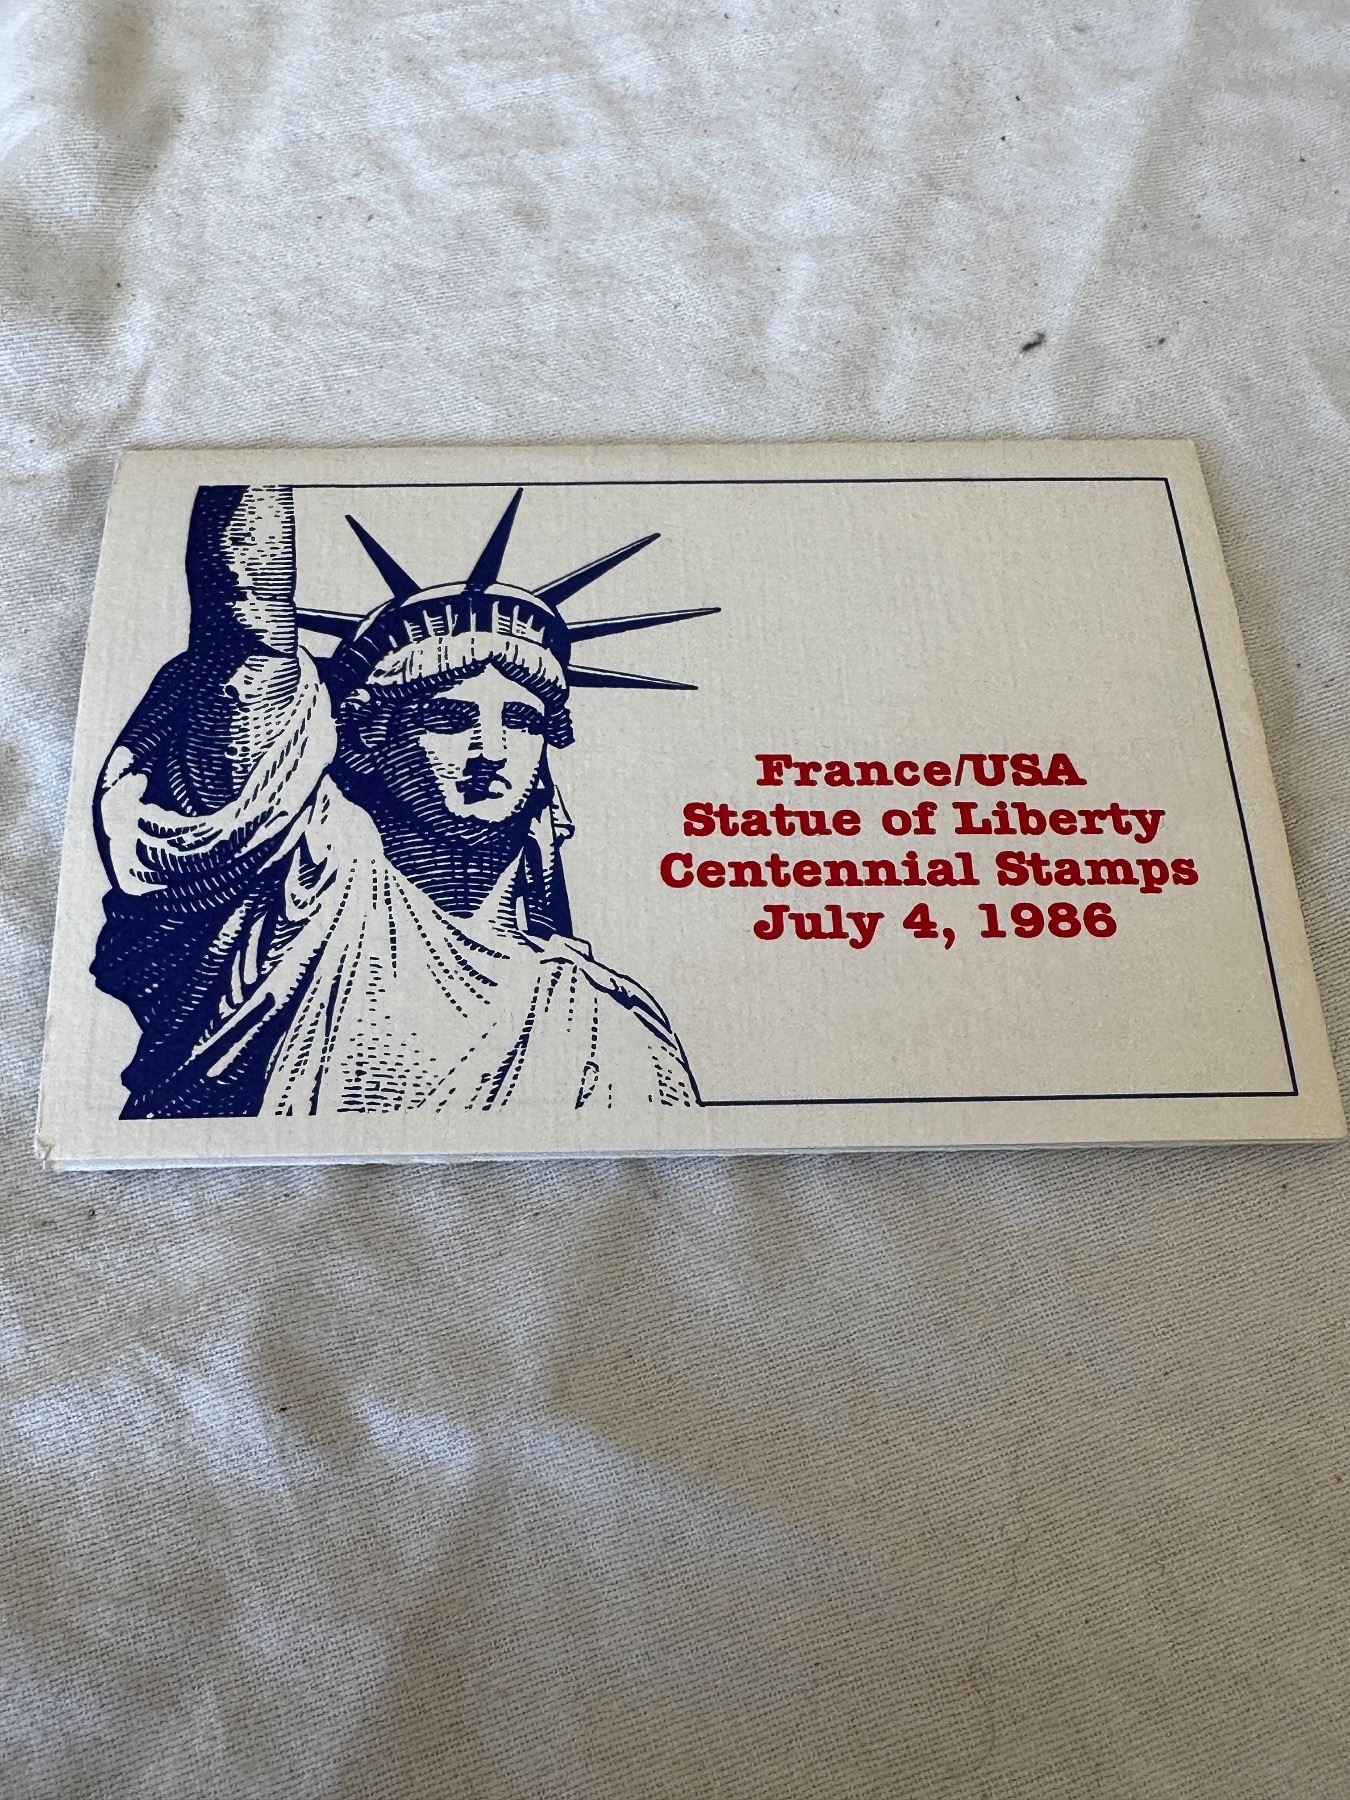 France/USA
Statue of Liberty
Centennial Stamps
July 4, 1986